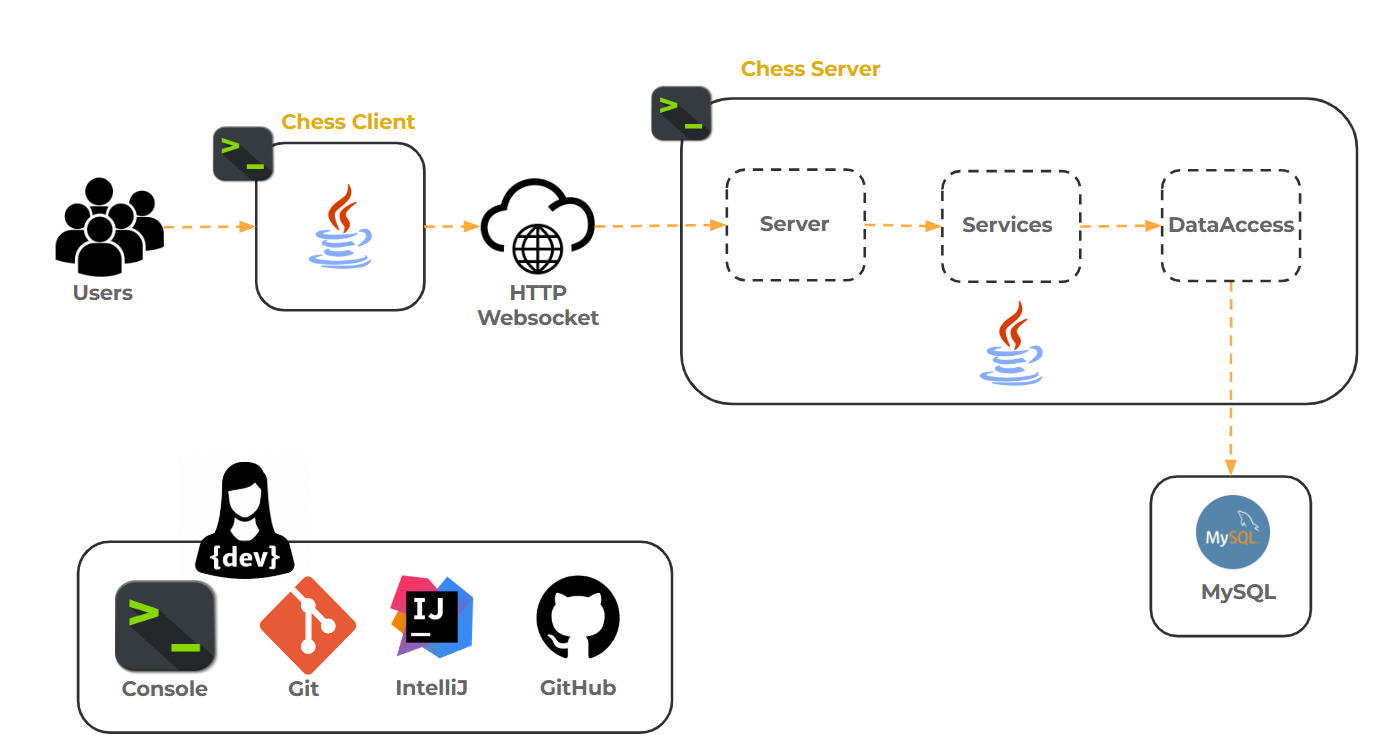 Chess Server
Chess Client
>_
>_
Server
Services
DataAccess
Users
HTTP
Websocket
MySQL
MySQL
{dev}
>_
IJ
Console
Git
IntelliJ
GitHub